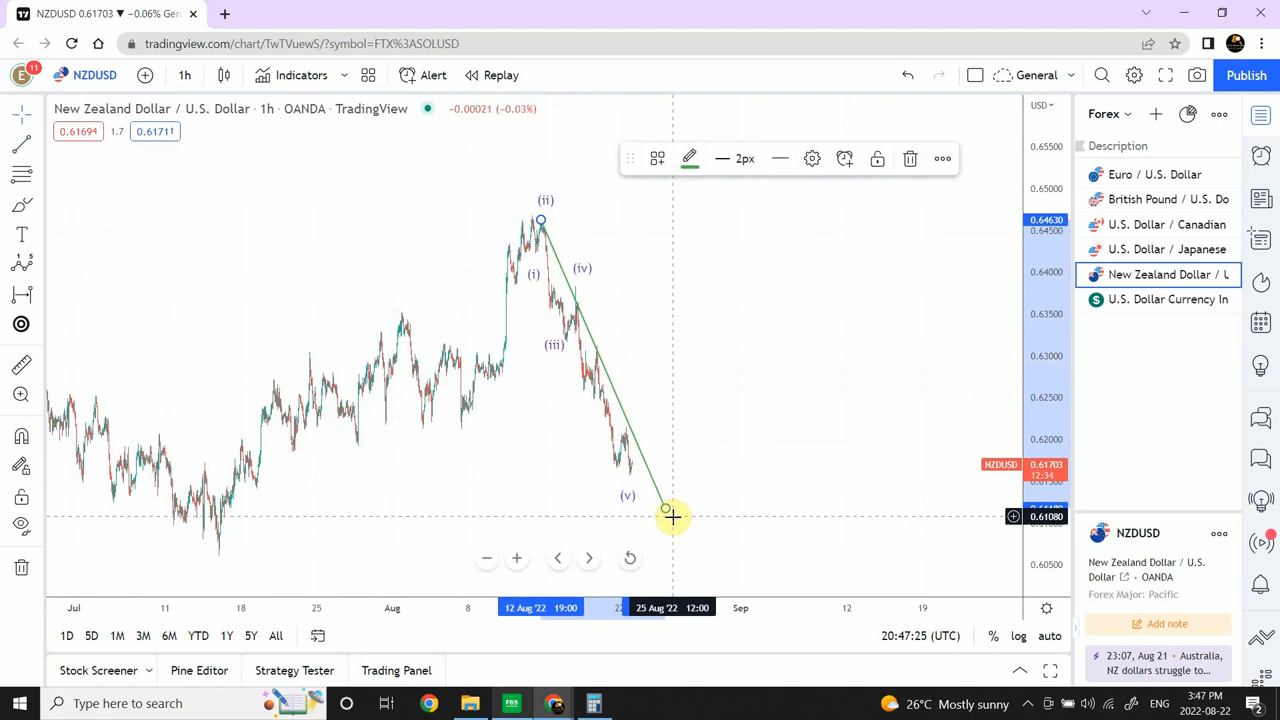 NZDUSD 0.61703 ▼ −0.06% Gen
tradingview.com/chart/TwTVuewS/?symbol=FTX%3ASOLUSD
E 11 NZDUSD 1h Indicators Alert Replay General Publish
New Zealand Dollar / U.S. Dollar · 1h · OANDA · TradingView −0.00021 (−0.03%)
0.61694 1.7 0.61711
2px
USD
0.65500
0.65000
0.64630
0.64500
0.64000
0.63500
0.63000
0.62500
0.62000
NZDUSD 0.61703
12:34
0.61080
0.60500
(ii)
(i)
(iv)
(iii)
(v)
Jul 11 18 25 Aug 8 12 Aug '22 19:00 22 25 Aug '22 12:00 Sep 12 19
1D 5D 1M 3M 6M YTD 1Y 5Y All 20:47:25 (UTC) % log auto
Stock Screener Pine Editor Strategy Tester Trading Panel
Forex
Description
Euro / U.S. Dollar
British Pound / U.S. Do
U.S. Dollar / Canadian
U.S. Dollar / Japanese
New Zealand Dollar / U
U.S. Dollar Currency In
NZDUSD
New Zealand Dollar / U.S.
Dollar · OANDA
Forex Major: Pacific
Add note
23:07, Aug 21 • Australia,
NZ dollars struggle to...
Type here to search
FBS
26°C Mostly sunny ENG 3:47 PM
2022-08-22 2